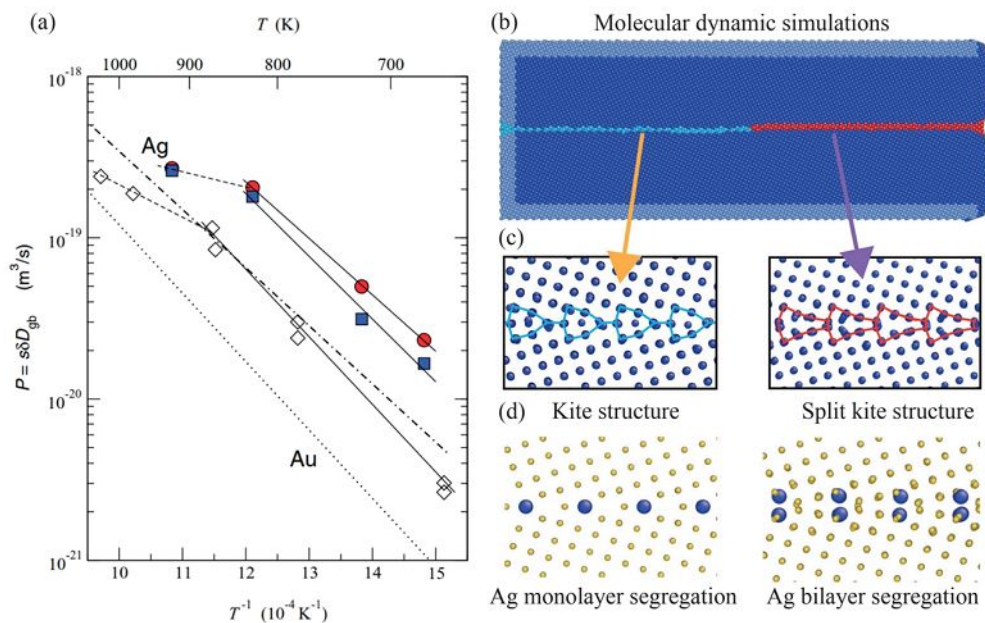 (a)
T (K)
1000 900 800 700
10⁻¹⁸
10⁻¹⁹
10⁻²⁰
10⁻²¹
P = sδD_gb (m³/s)
Ag
Au
10 11 12 13 14 15
T⁻¹ (10⁻⁴ K⁻¹)
(b) Molecular dynamic simulations
(c)
Kite structure Split kite structure
(d)
Ag monolayer segregation Ag bilayer segregation